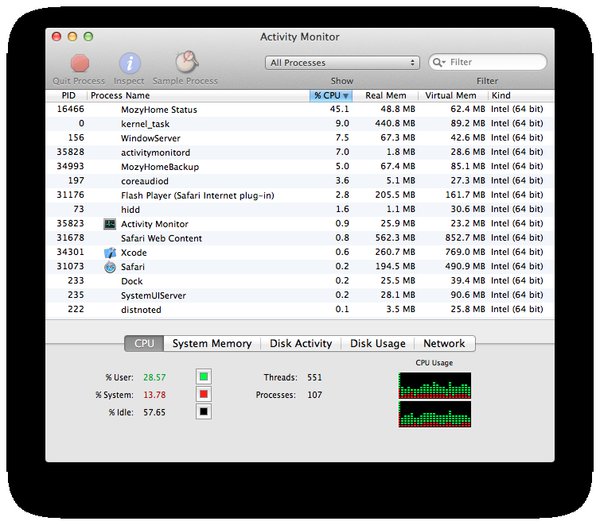 Activity Monitor
Quit Process Inspect Sample Process All Processes Show Filter Filter
PID Process Name % CPU Real Mem Virtual Mem Kind
16466 MozyHome Status 45.1 48.8 MB 62.4 MB Intel (64 bit)
0 kernel_task 9.0 440.8 MB 89.2 MB Intel (64 bit)
156 WindowServer 7.5 67.3 MB 42.6 MB Intel (64 bit)
35828 activitymonitord 7.0 1.8 MB 28.6 MB Intel (64 bit)
34993 MozyHomeBackup 5.0 67.4 MB 85.1 MB Intel (64 bit)
197 coreaudiod 3.6 5.1 MB 27.3 MB Intel (64 bit)
31176 Flash Player (Safari Internet plug-in) 2.8 205.5 MB 161.7 MB Intel (64 bit)
73 hidd 1.6 1.1 MB 30.6 MB Intel (64 bit)
35823 Activity Monitor 0.9 25.9 MB 23.2 MB Intel (64 bit)
31678 Safari Web Content 0.8 562.3 MB 852.7 MB Intel (64 bit)
34301 Xcode 0.6 260.7 MB 769.0 MB Intel (64 bit)
31073 Safari 0.2 194.5 MB 490.9 MB Intel (64 bit)
233 Dock 0.2 25.5 MB 39.4 MB Intel (64 bit)
235 SystemUIServer 0.2 28.1 MB 90.6 MB Intel (64 bit)
222 distnoted 0.1 3.5 MB 25.8 MB Intel (64 bit)
CPU System Memory Disk Activity Disk Usage Network
CPU Usage
% User: 28.57 Threads: 551
% System: 13.78 Processes: 107
% Idle: 57.65